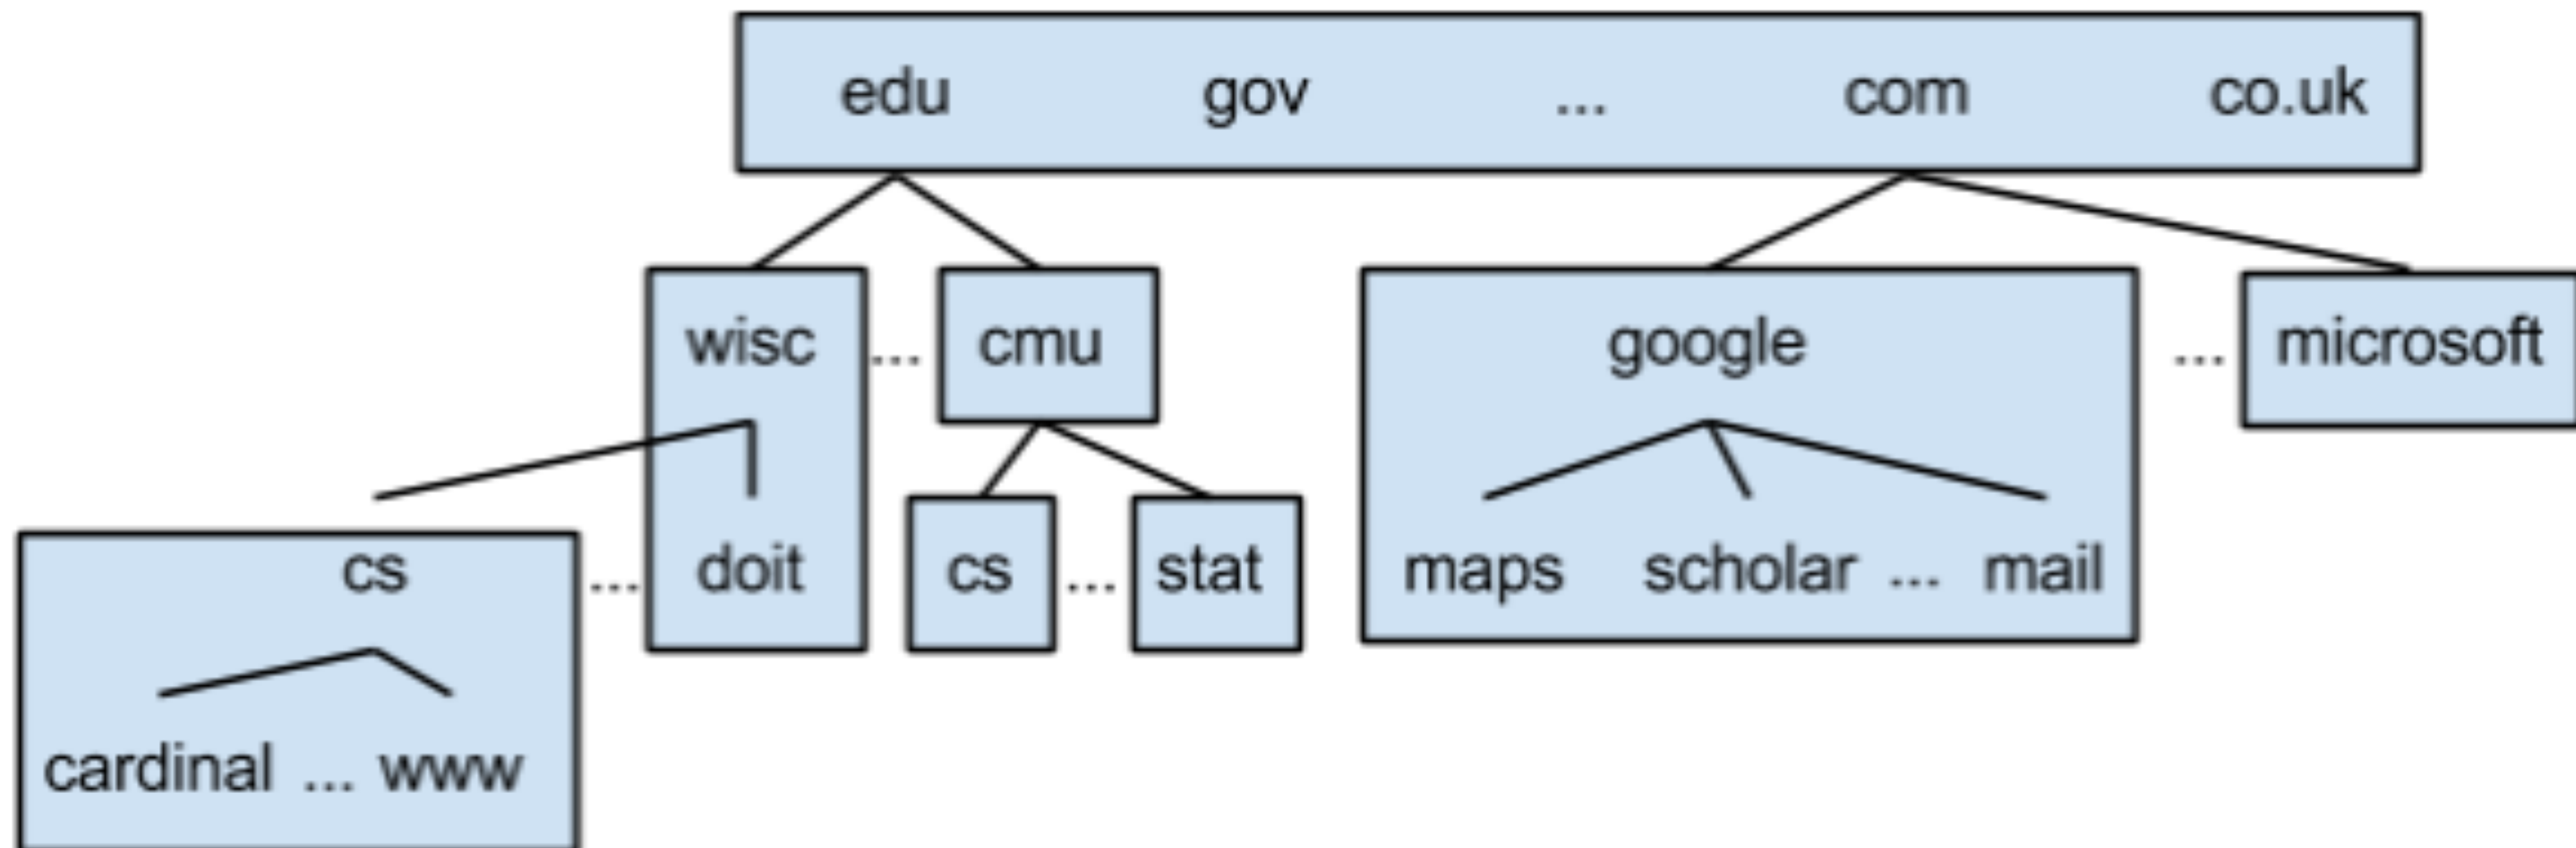 edu gov ... com co.uk
wisc ... cmu google ... microsoft
cs ... doit cs ... stat maps scholar ... mail
cardinal ... www